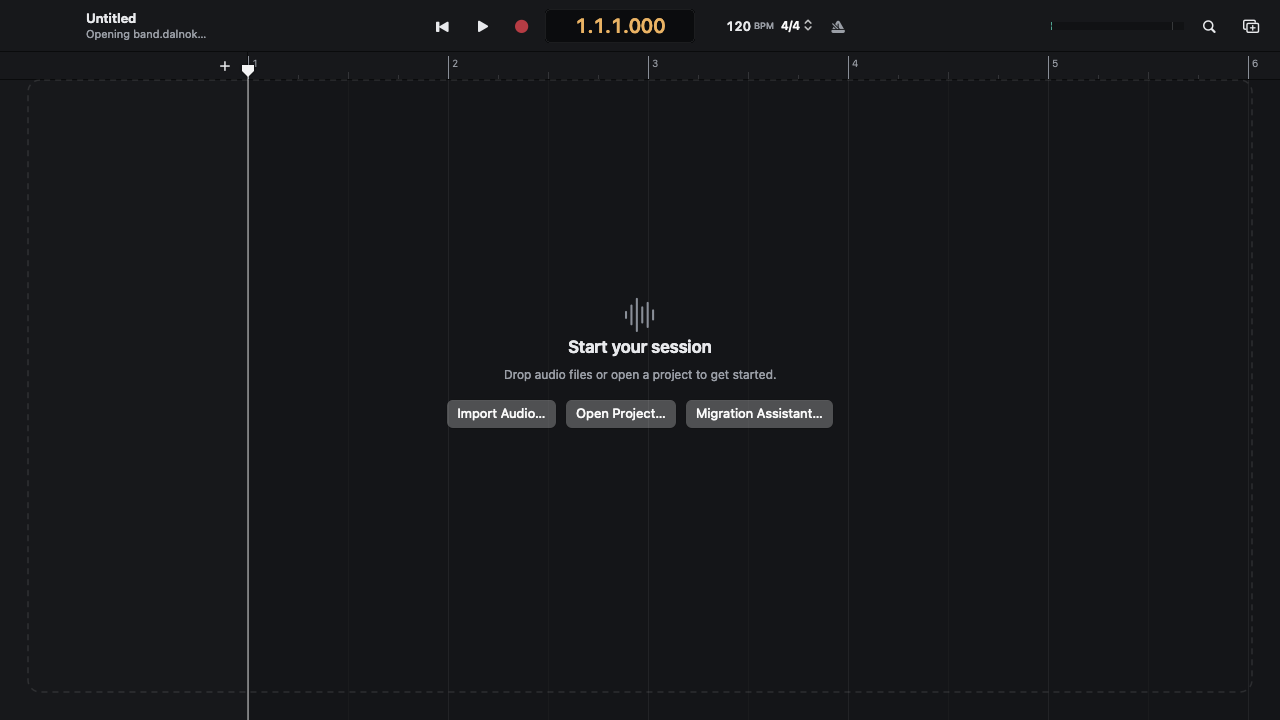 Untitled
Opening band.dalnok...
1.1.1.000
120 BPM 4/4
1 2 3 4 5 6
Start your session
Drop audio files or open a project to get started.
Import Audio... Open Project... Migration Assistant...